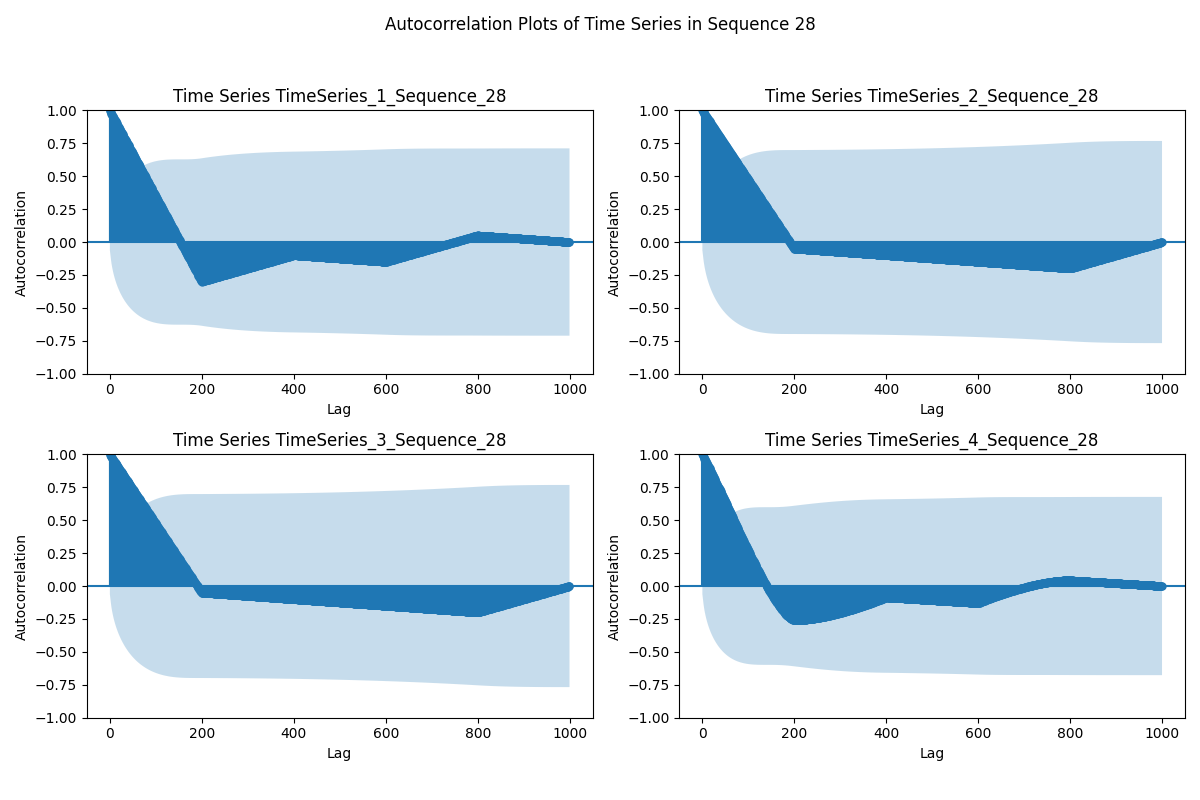 Autocorrelation Plots of Time Series in Sequence 28
Time Series TimeSeries_1_Sequence_28
Autocorrelation
1.00
0.75
0.50
0.25
0.00
−0.25
−0.50
−0.75
−1.00
0 200 400 600 800 1000
Lag
Time Series TimeSeries_2_Sequence_28
Autocorrelation
1.00
0.75
0.50
0.25
0.00
−0.25
−0.50
−0.75
−1.00
0 200 400 600 800 1000
Lag
Time Series TimeSeries_3_Sequence_28
Autocorrelation
1.00
0.75
0.50
0.25
0.00
−0.25
−0.50
−0.75
−1.00
0 200 400 600 800 1000
Lag
Time Series TimeSeries_4_Sequence_28
Autocorrelation
1.00
0.75
0.50
0.25
0.00
−0.25
−0.50
−0.75
−1.00
0 200 400 600 800 1000
Lag